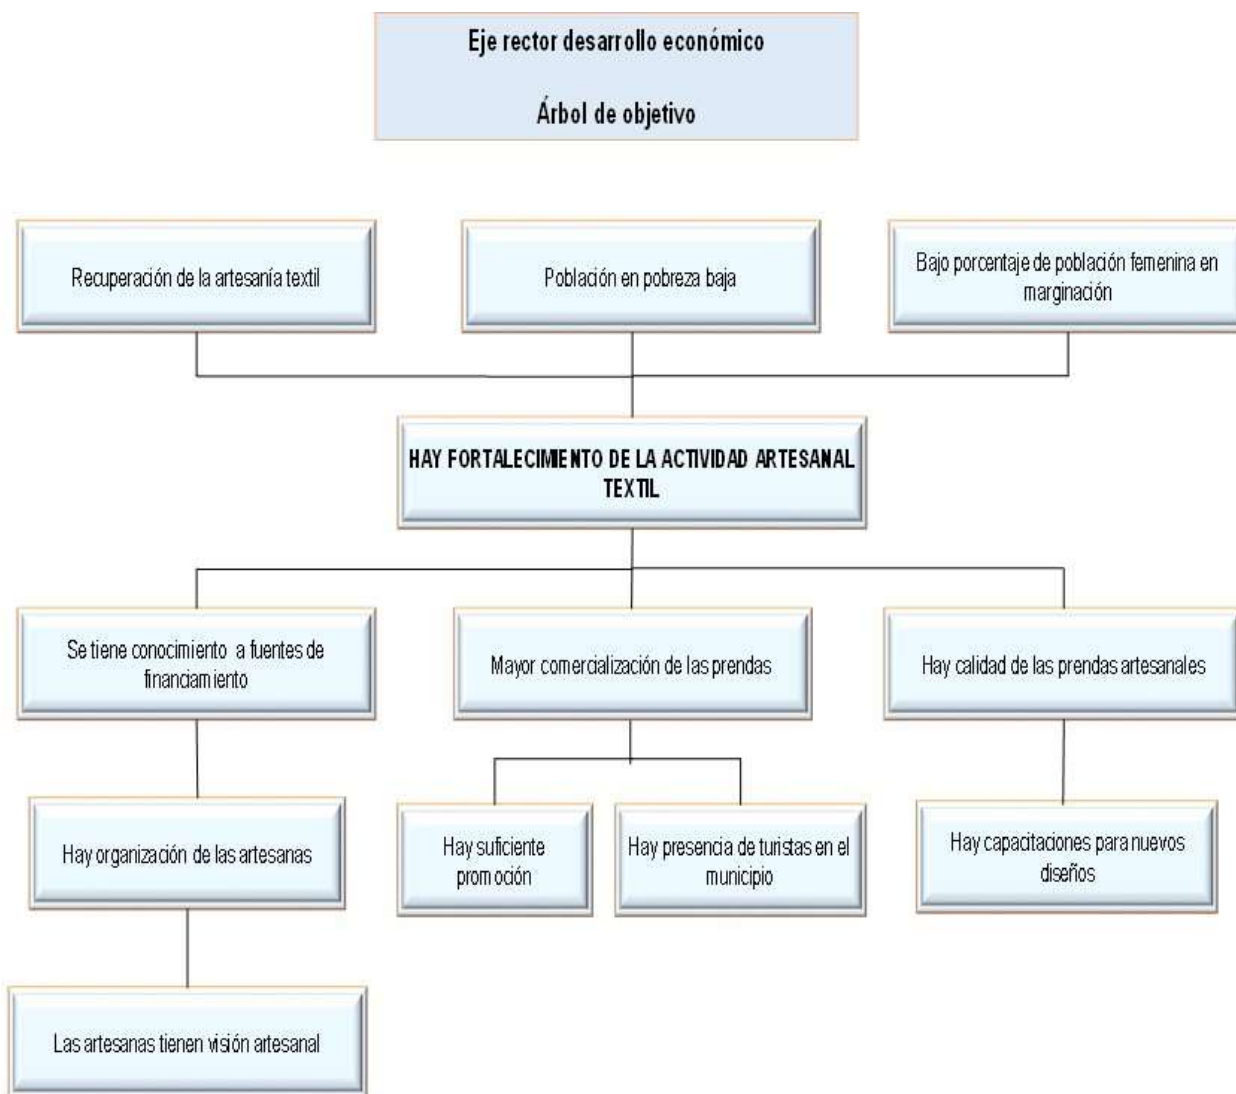 Eje rector desarrollo económico
Árbol de objetivo
Recuperación de la artesanía textil
Población en pobreza baja
Bajo porcentaje de población femenina en
marginación
HAY FORTALECIMIENTO DE LA ACTIVIDAD ARTESANAL
TEXTIL
Se tiene conocimiento a fuentes de
financiamiento
Mayor comercialización de las prendas
Hay calidad de las prendas artesanales
Hay organización de las artesanas
Hay suficiente
promoción
Hay presencia de turistas en el
municipio
Hay capacitaciones para nuevos
diseños
Las artesanas tienen visión artesanal